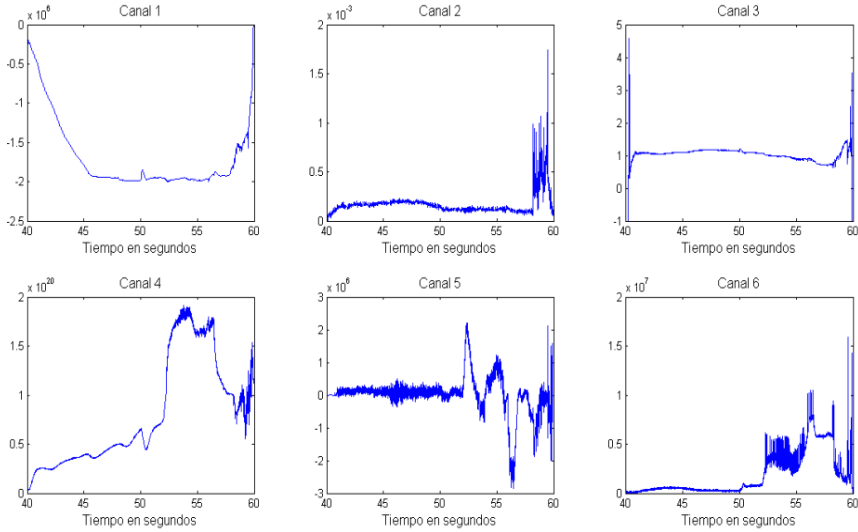 Canal 1
x 10^6
0
-0.5
-1
-1.5
-2
-2.5
40 45 50 55 60
Tiempo en segundos
Canal 2
x 10^-3
2
1.5
1
0.5
0
40 45 50 55 60
Tiempo en segundos
Canal 3
5
4
3
2
1
0
-1
40 45 50 55 60
Tiempo en segundos
Canal 4
x 10^20
2
1.5
1
0.5
0
40 45 50 55 60
Tiempo en segundos
Canal 5
x 10^6
3
2
1
0
-1
-2
-3
40 45 50 55 60
Tiempo en segundos
Canal 6
x 10^7
2
1.5
1
0.5
0
40 45 50 55 60
Tiempo en segundos